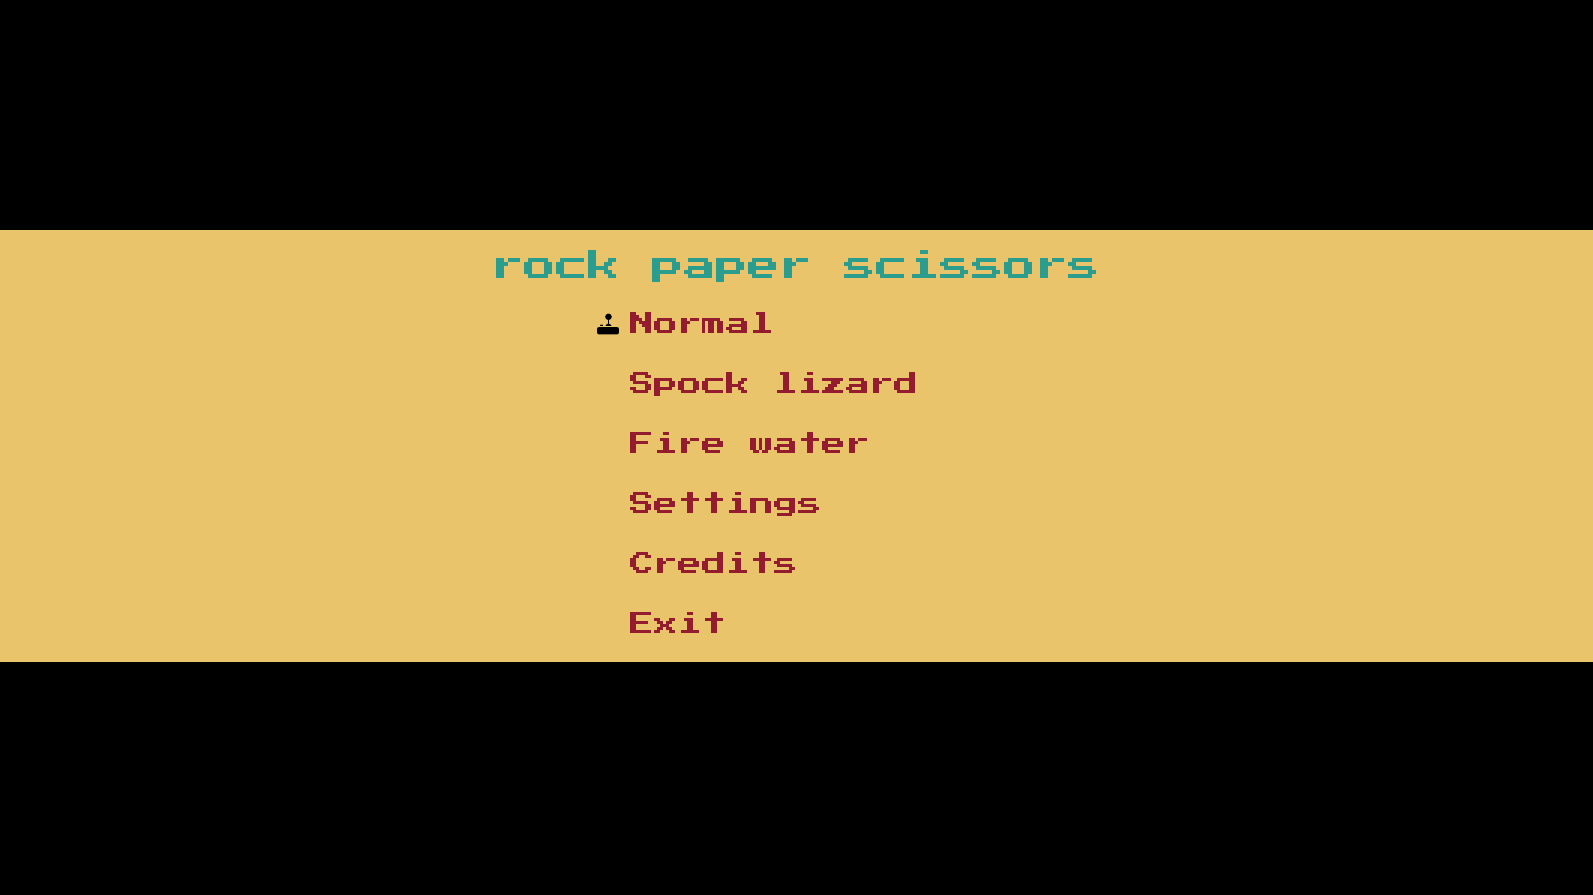 rock paper scissors
Normal
Spock lizard
Fire water
Settings
Credits
Exit